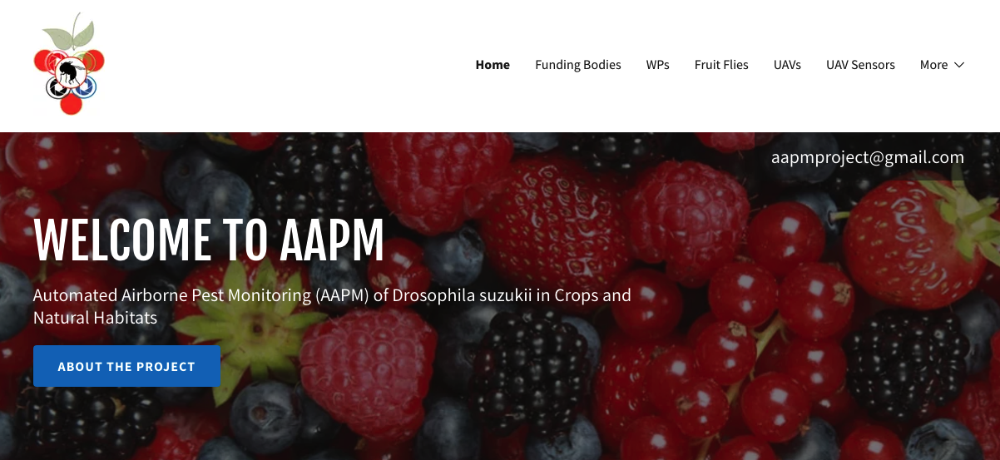 Home Funding Bodies WPs Fruit Flies UAVs UAV Sensors More
aapmproject@gmail.com
WELCOME TO AAPM
Automated Airborne Pest Monitoring (AAPM) of Drosophila suzukii in Crops and
Natural Habitats
ABOUT THE PROJECT